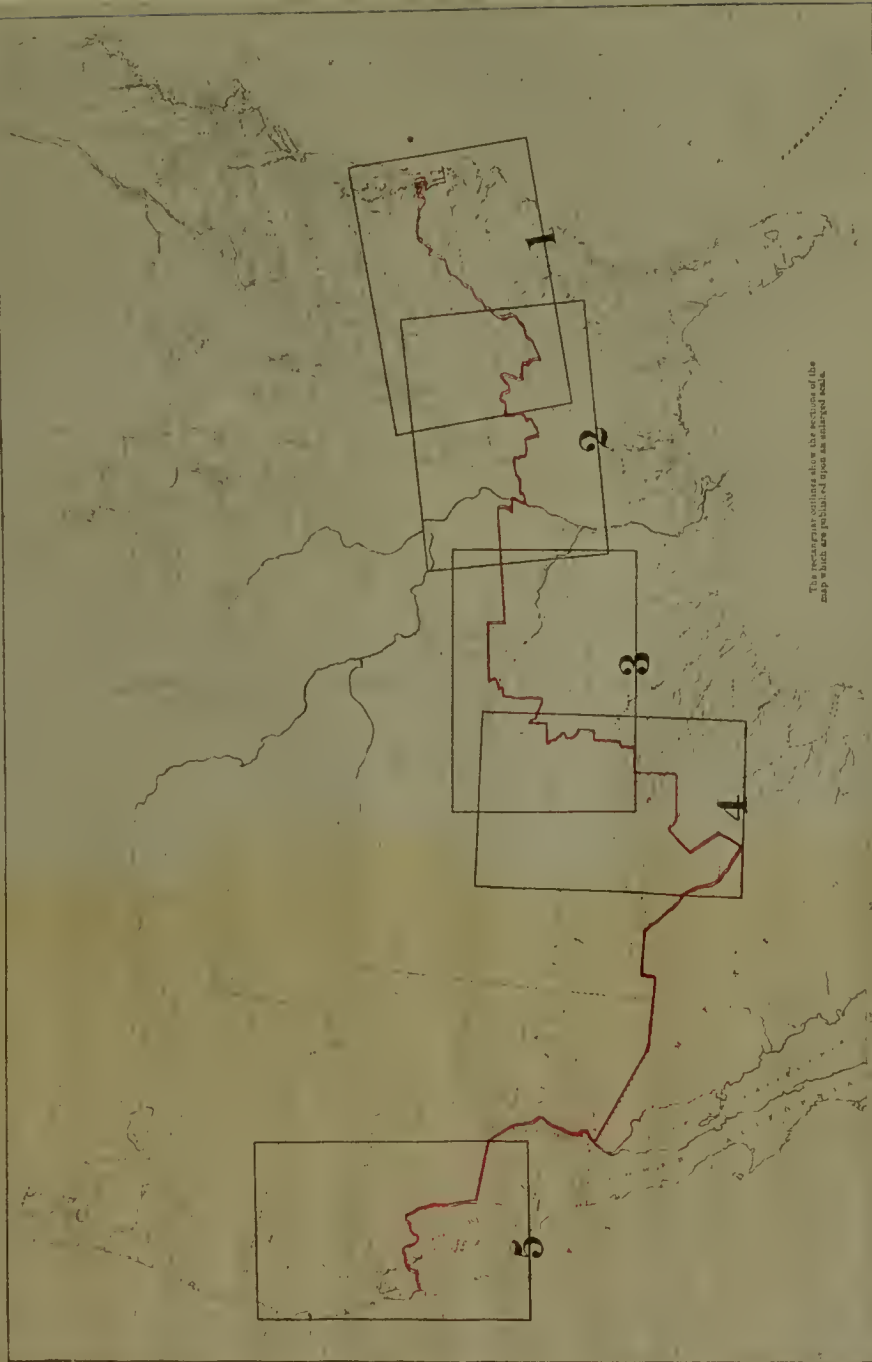 1
2
3
4
5
The rectangular outlines show the sections of the
map which are published upon an enlarged scale.